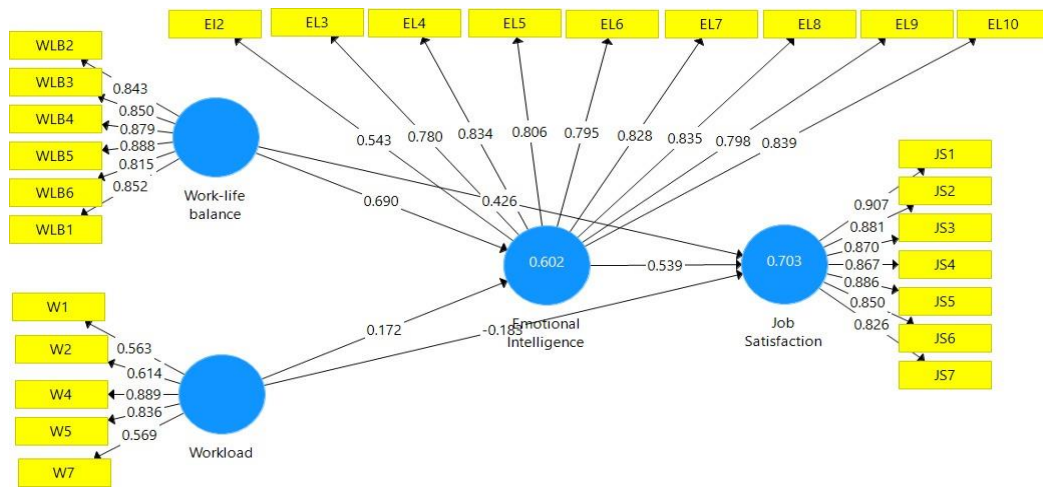 EI2
EL3
EL4
EL5
EL6
EL7
EL8
EL9
EL10
WLB2
WLB3
WLB4
WLB5
WLB6
WLB1
0.843
0.850
0.879
0.888
0.815
0.852
Work-life
balance
0.543
0.780
0.834
0.806
0.795
0.828
0.835
0.798
0.839
0.690
0.426
0.602
Emotional
Intelligence
0.539
0.703
Job
Satisfaction
JS1
JS2
JS3
JS4
JS5
JS6
JS7
0.907
0.881
0.870
0.867
0.886
0.850
0.826
0.172
-0.183
W1
W2
W4
W5
W7
0.563
0.614
0.889
0.836
0.569
Workload